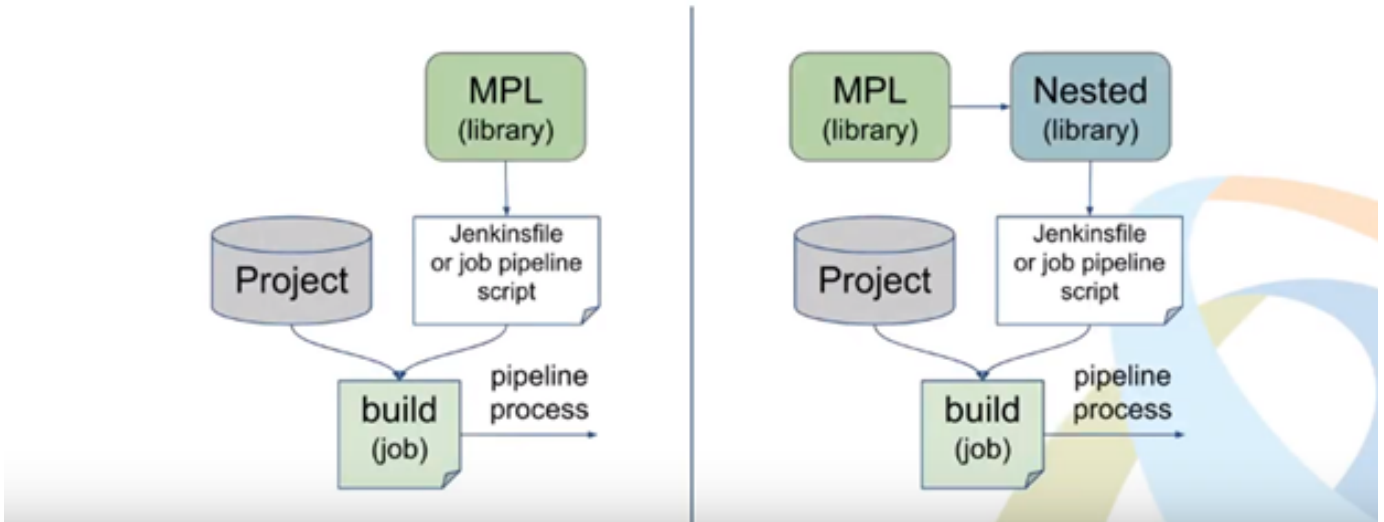 MPL
(library)
Project
Jenkinsfile
or job pipeline
script
build
(job)
pipeline
process
MPL
(library)
Nested
(library)
Project
Jenkinsfile
or job pipeline
script
build
(job)
pipeline
process